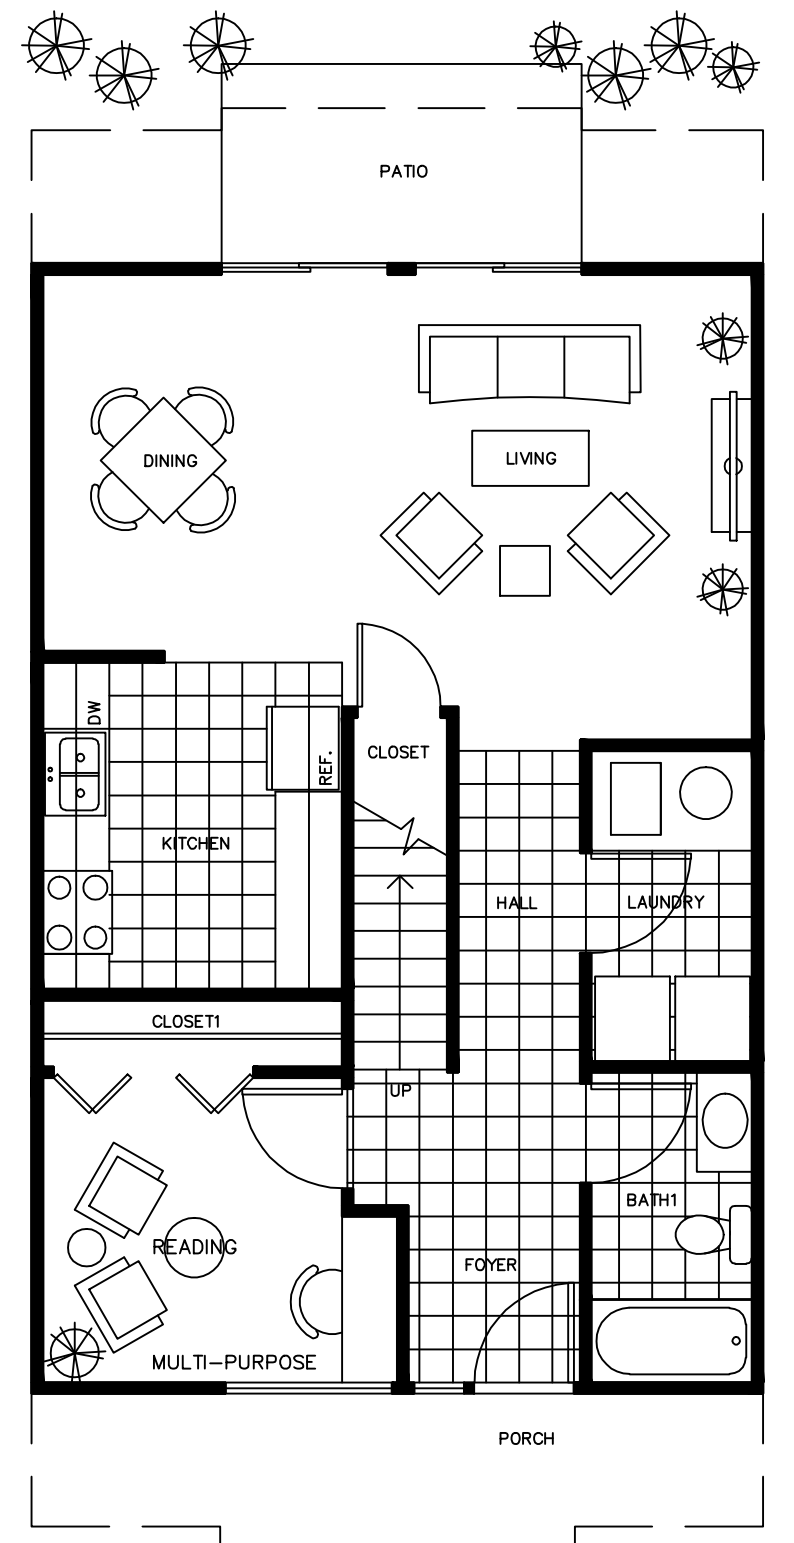 PATIO
DINING
LIVING
DW
REF.
CLOSET
KITCHEN
HALL
LAUNDRY
CLOSET1
UP
BATH1
READING
FOYER
MULTI-PURPOSE
PORCH